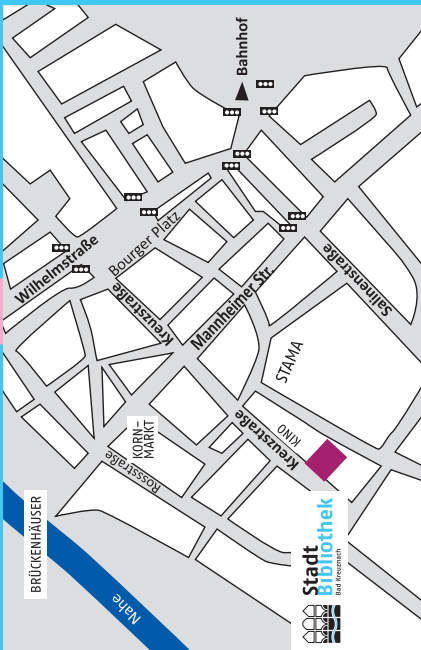 Bahnhof
Wilhelmstraße
Bourger Platz
Kreuzstraße
Mannheimer Str.
Salinenstraße
STAMA
KORN-
MARKT
Rossstraße
Kreuzstraße
KINO
BRÜCKENHÄUSER
Nahe
Stadt
Bibliothek
Bad Kreuznach